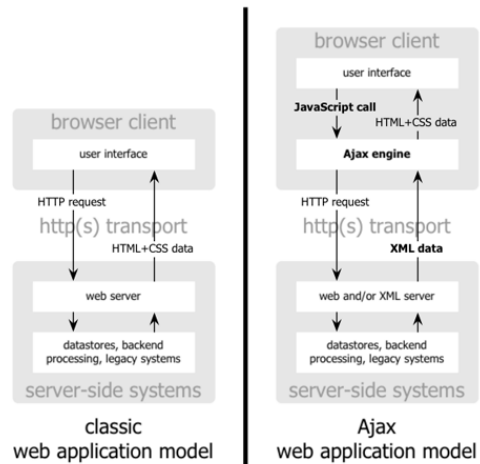 browser client
user interface
HTTP request
http(s) transport
HTML+CSS data
web server
datastores, backend
processing, legacy systems
server-side systems
classic
web application model
browser client
user interface
JavaScript call
HTML+CSS data
Ajax engine
HTTP request
http(s) transport
XML data
web and/or XML server
datastores, backend
processing, legacy systems
server-side systems
Ajax
web application model